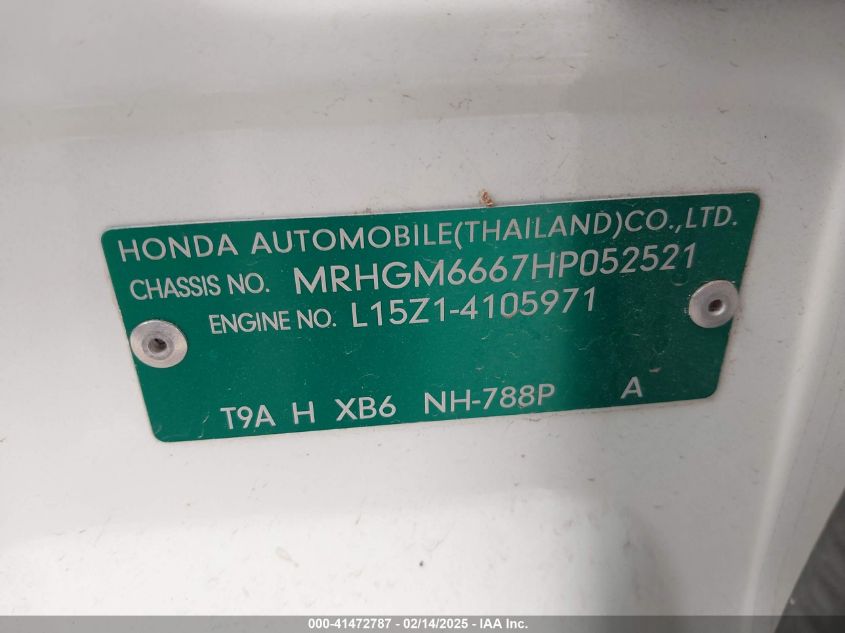 HONDA AUTOMOBILE(THAILAND)CO.,LTD.
CHASSIS NO. MRHGM6667HP052521
ENGINE NO. L15Z1-4105971
T9A H XB6 NH-788P A
000-41472787 - 02/14/2025 - IAA Inc.